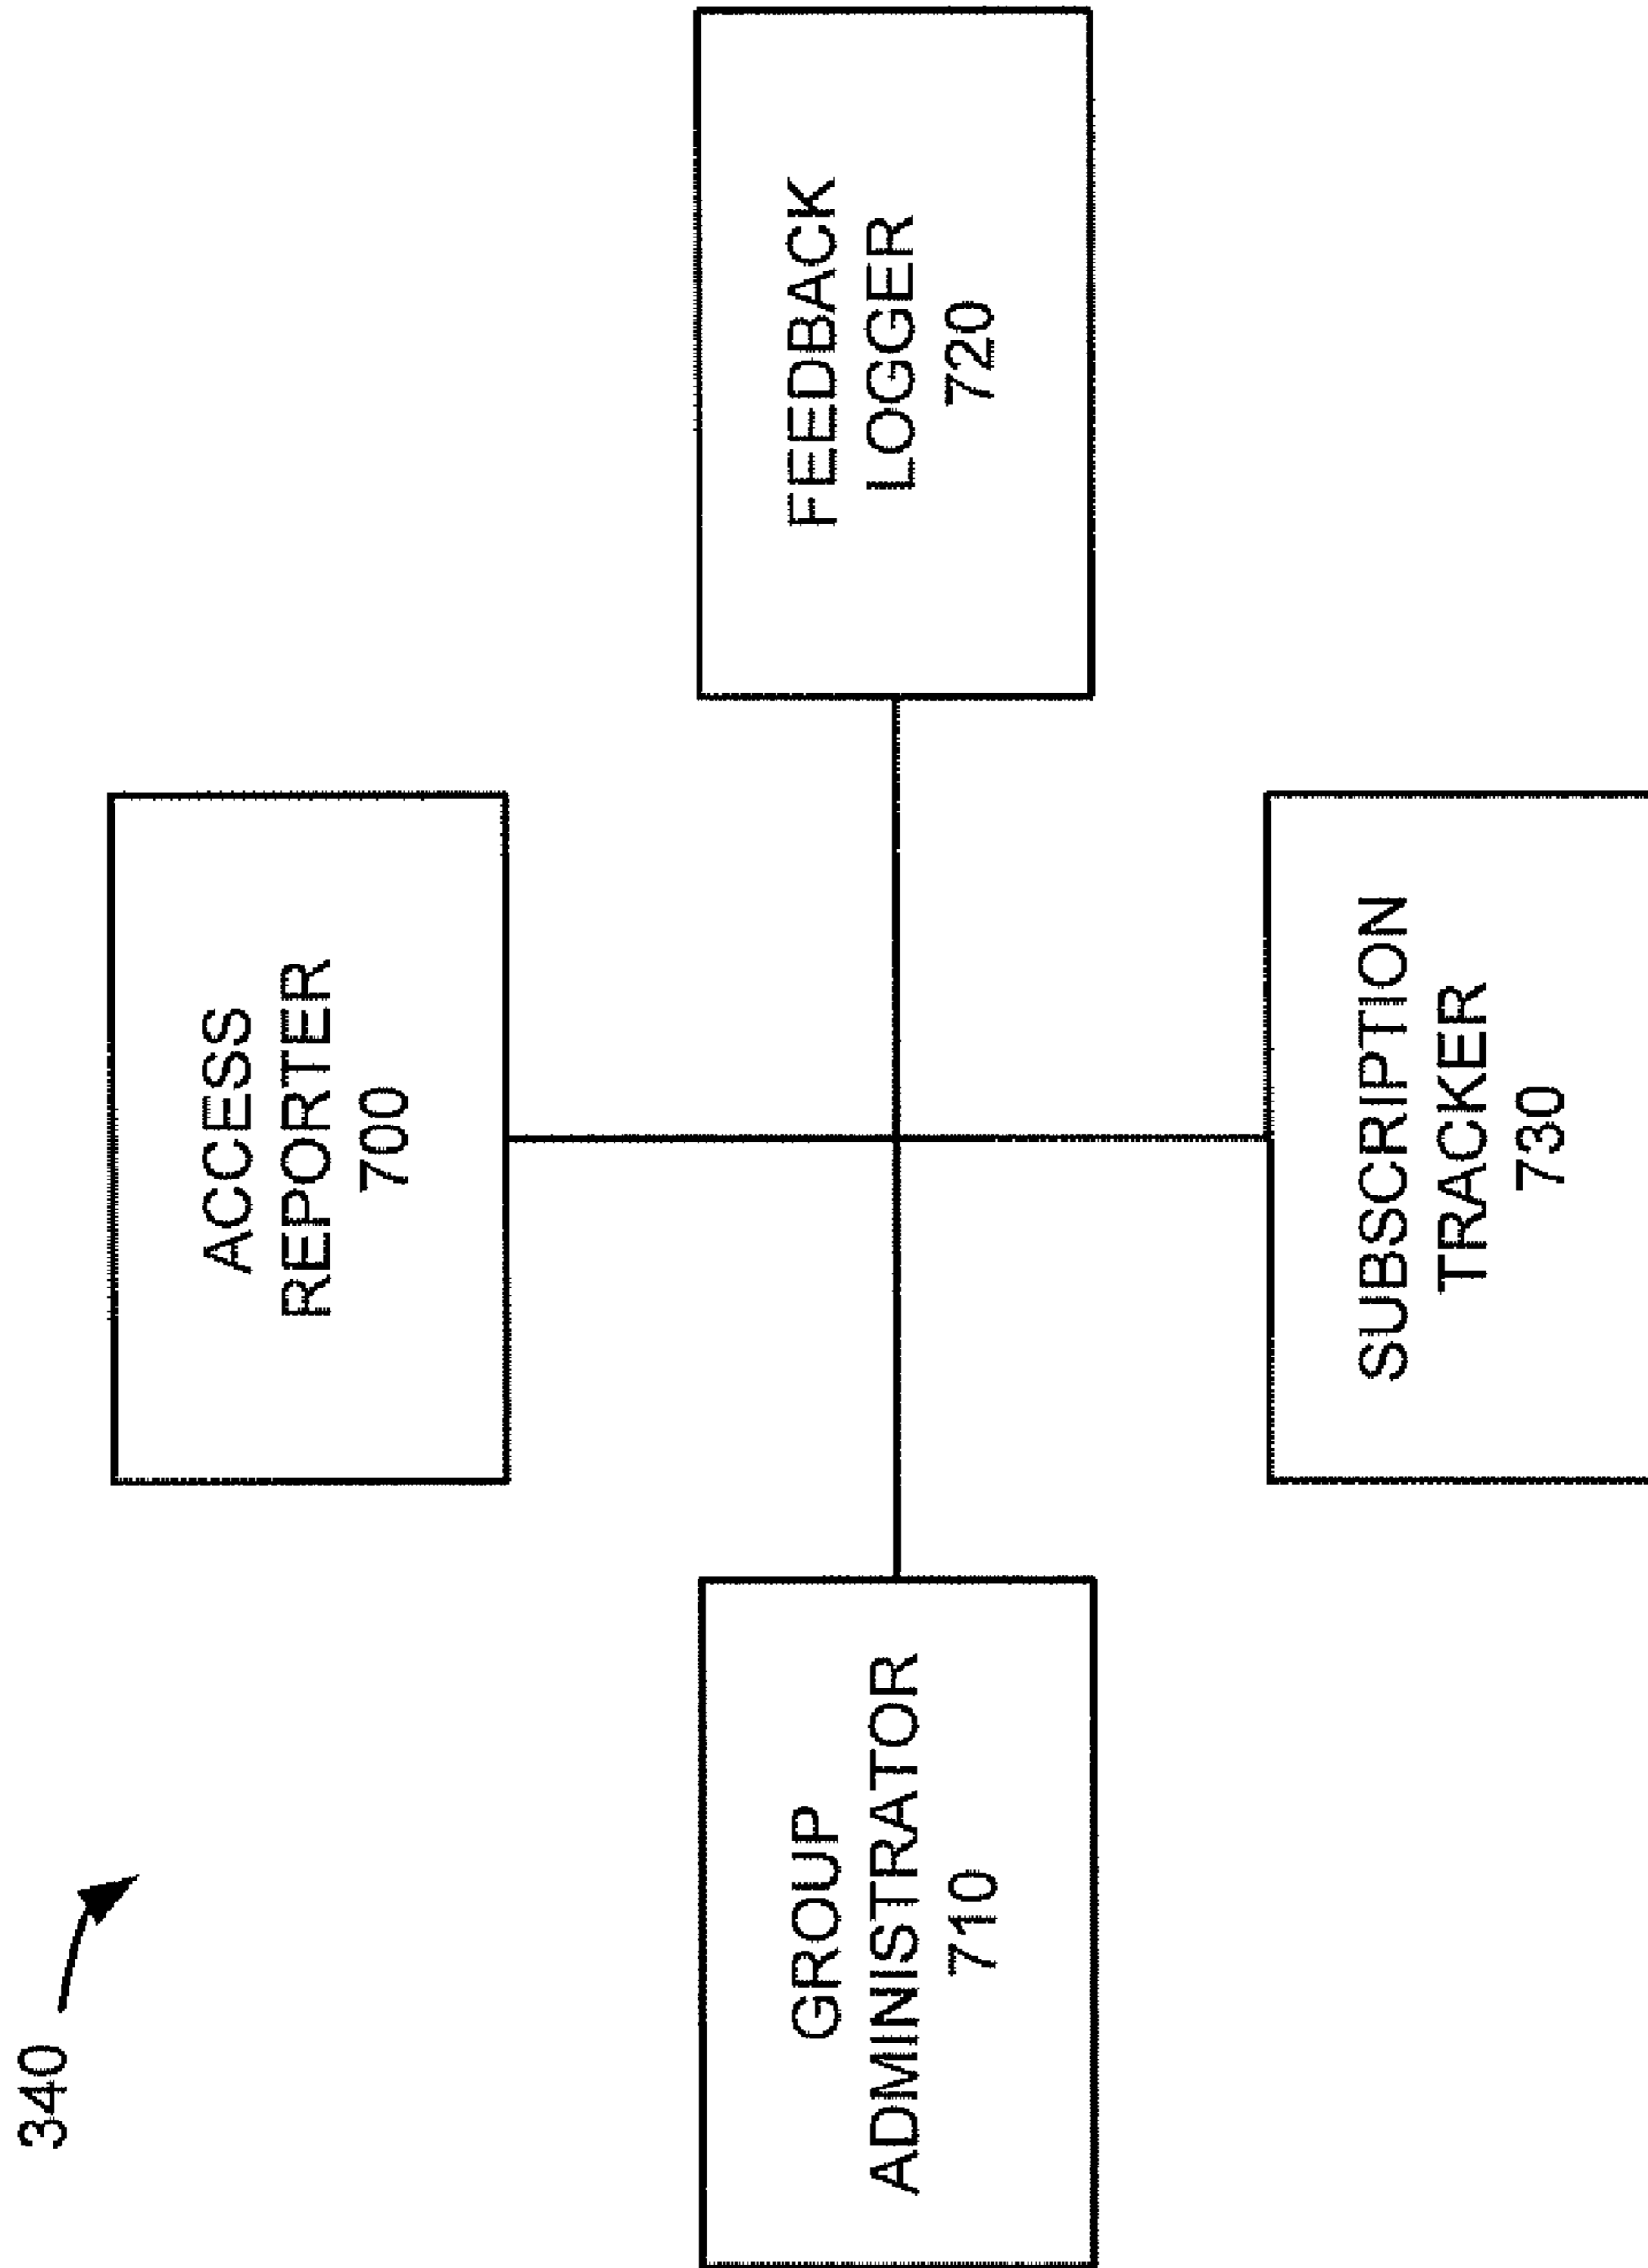 340
ACCESS
REPORTER
700
GROUP
ADMINISTRATOR
710
FEEDBACK
LOGGER
720
SUBSCRIPTION
TRACKER
730